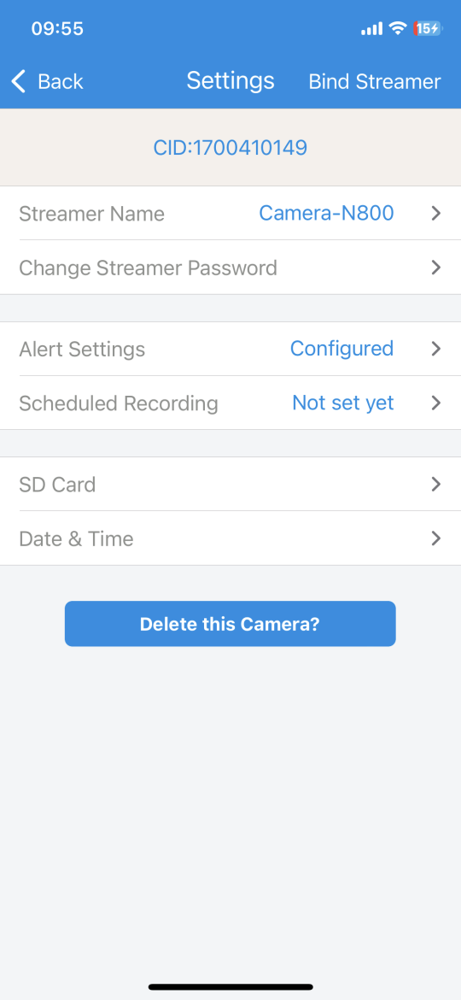 09:55 15
Back Settings Bind Streamer
CID:1700410149
Streamer Name Camera-N800
Change Streamer Password
Alert Settings Configured
Scheduled Recording Not set yet
SD Card
Date & Time
Delete this Camera?